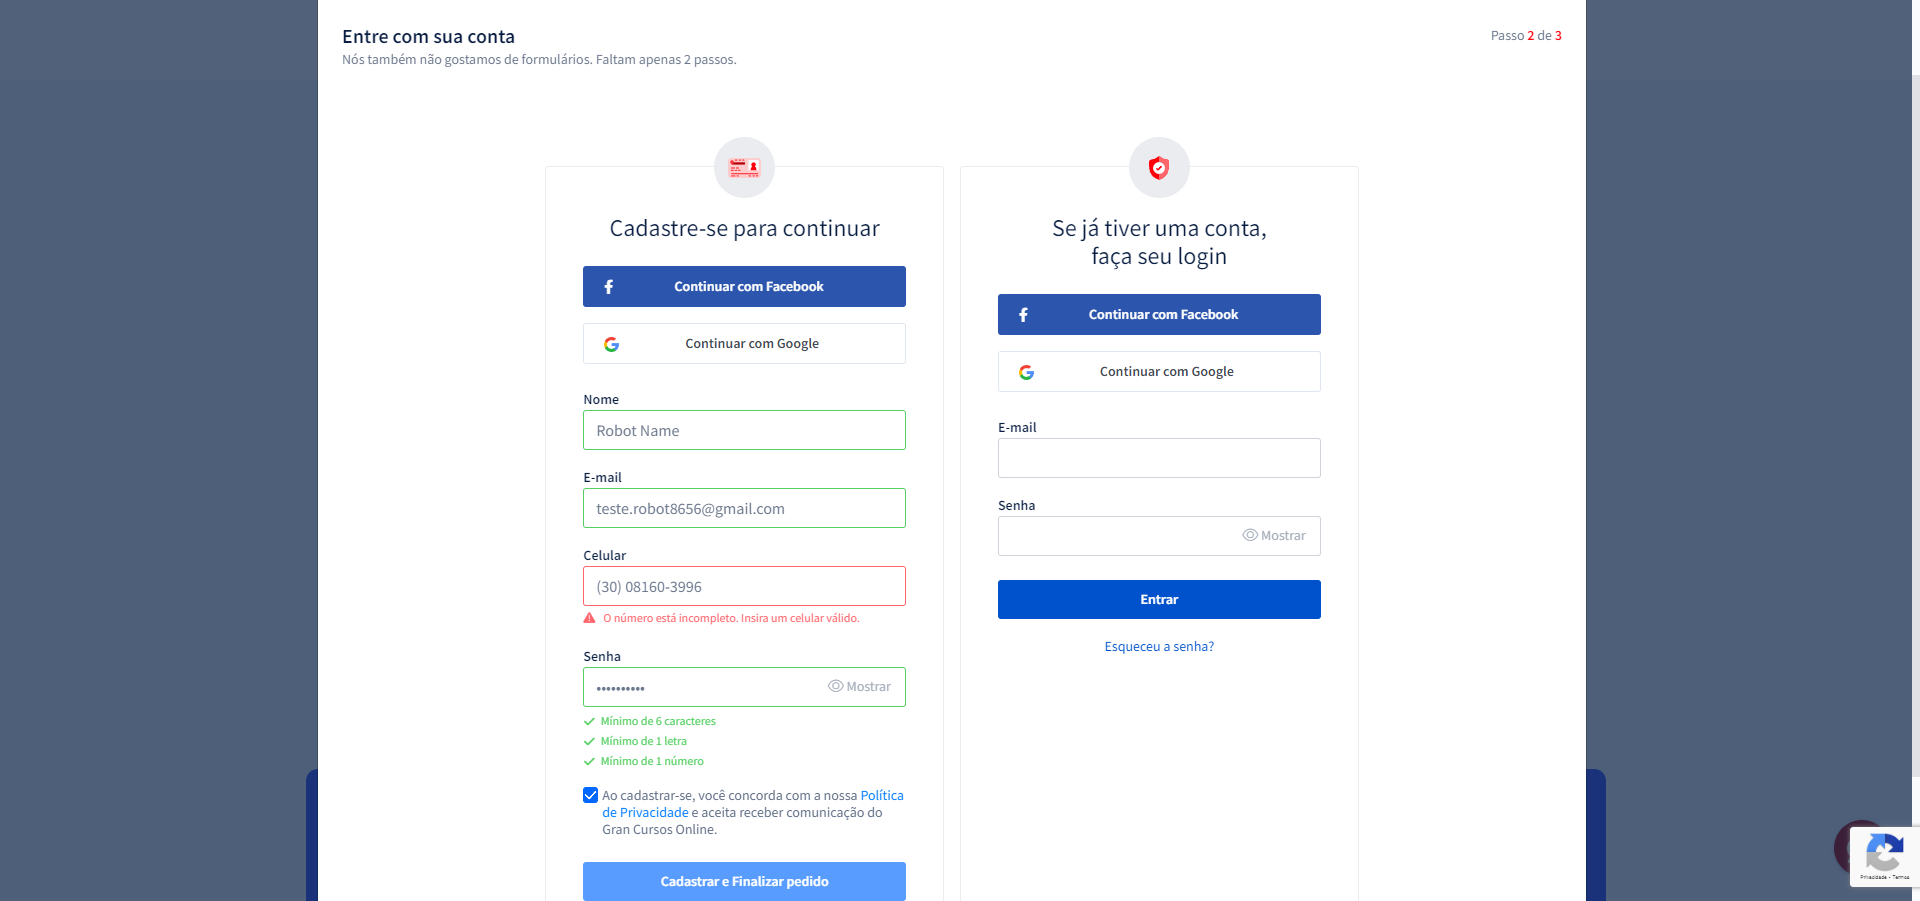 Entre com sua conta
Nós também não gostamos de formulários. Faltam apenas 2 passos.
Passo 2 de 3
Cadastre-se para continuar
Continuar com Facebook
Continuar com Google
Nome
Robot Name
E-mail
teste.robot8656@gmail.com
Celular
(30) 08160-3996
O número está incompleto. Insira um celular válido.
Senha
••••••••••
Mostrar
Mínimo de 6 caracteres
Mínimo de 1 letra
Mínimo de 1 número
Ao cadastrar-se, você concorda com a nossa Política
de Privacidade e aceita receber comunicação do
Gran Cursos Online.
Cadastrar e Finalizar pedido
Se já tiver uma conta,
faça seu login
Continuar com Facebook
Continuar com Google
E-mail
Senha
Mostrar
Entrar
Esqueceu a senha?
Privacidade - Termos